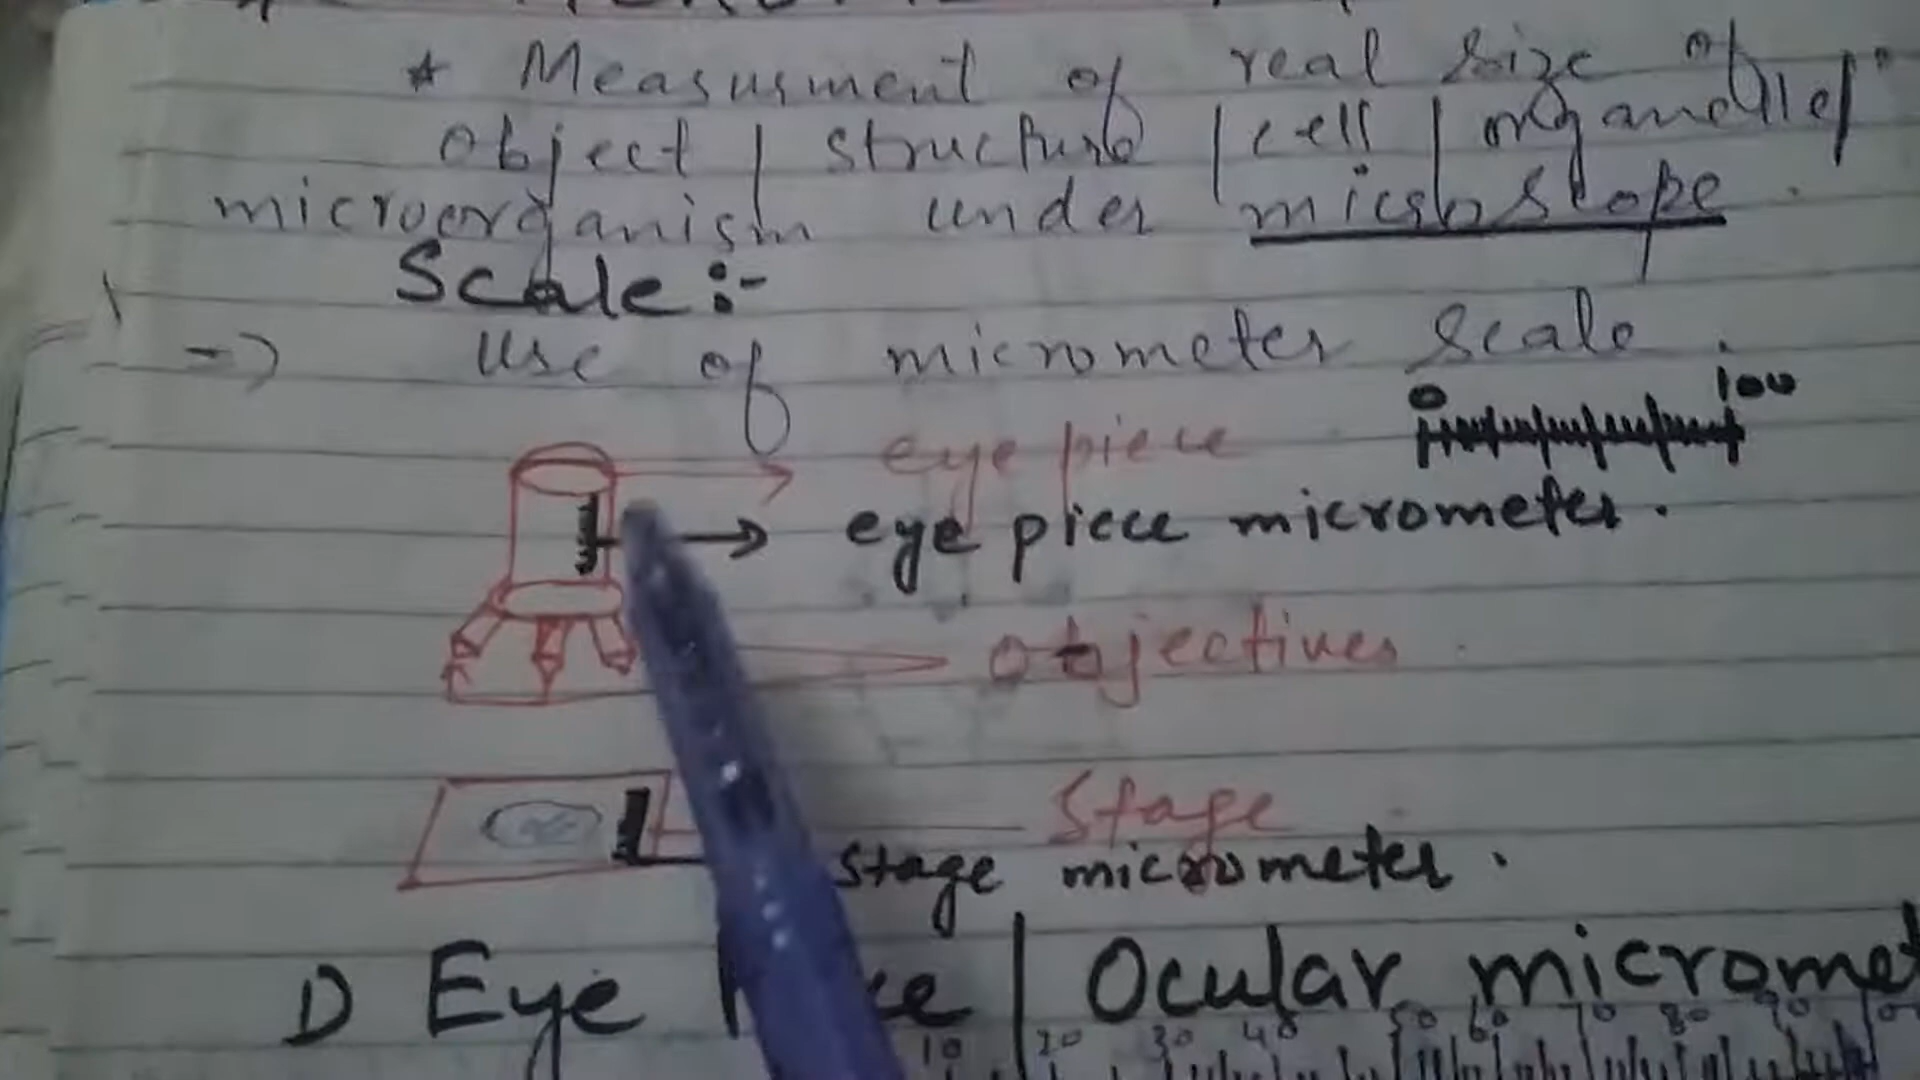 * Measusment of real size of
object | structure | cell | organelle |
microorganism under microscope.
Scale :-
=> Use of micrometer scale.
0 100
eye piece
eye piece micrometer.
objectives
Stage
stage micrometer.
1) Eye | Ocular
10 20 30 40 50 60 70 80 90